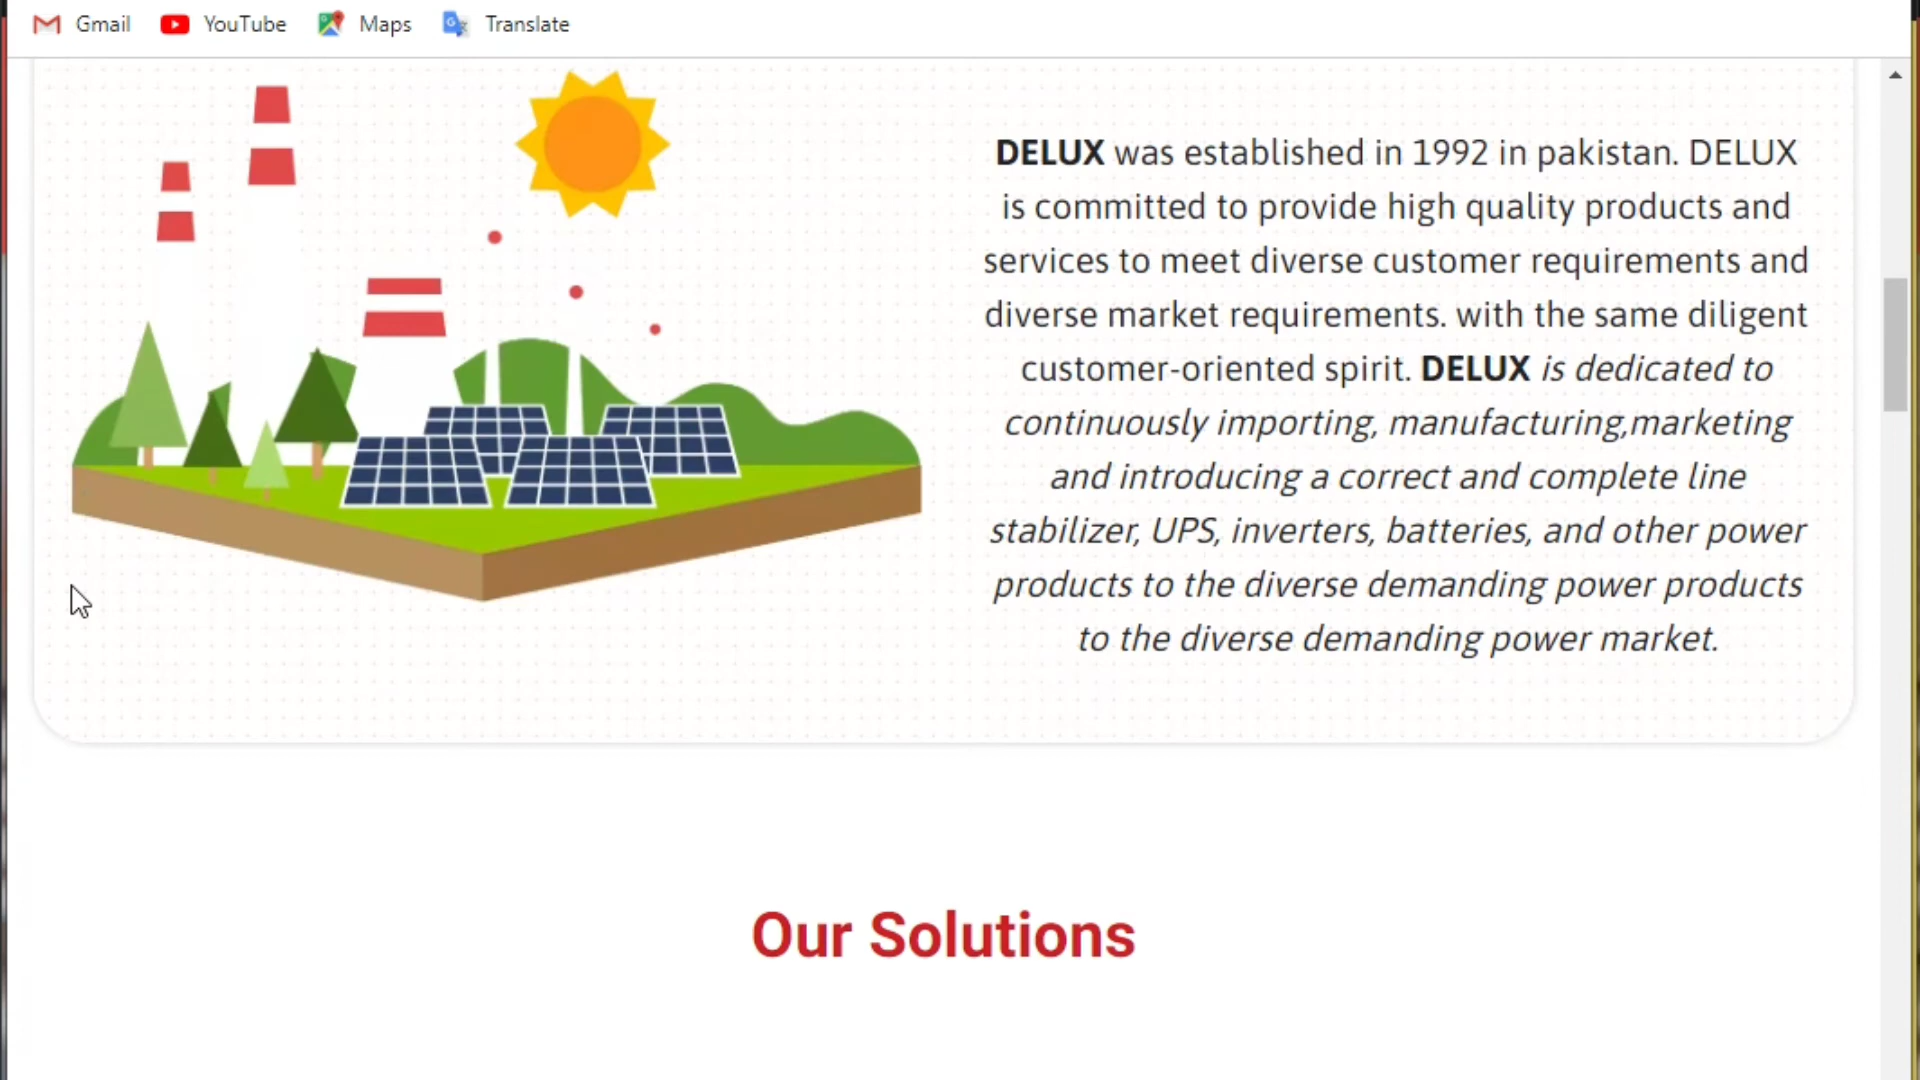 Gmail YouTube Maps Translate
DELUX was established in 1992 in pakistan. DELUX
is committed to provide high quality products and
services to meet diverse customer requirements and
diverse market requirements. with the same diligent
customer-oriented spirit. DELUX is dedicated to
continuously importing, manufacturing,marketing
and introducing a correct and complete line
stabilizer, UPS, inverters, batteries, and other power
products to the diverse demanding power products
to the diverse demanding power market.
Our Solutions